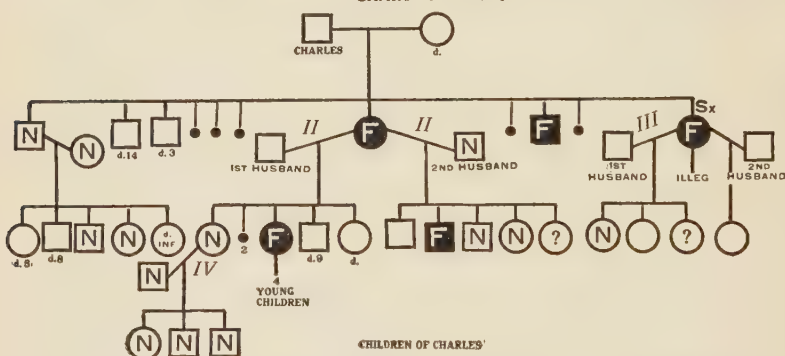 CHARLES
d.
Sx
N
N
d.14
d.3
II
F
II
N
F
III
F
1ST HUSBAND
2ND HUSBAND
1ST HUSBAND
ILLEG
2ND HUSBAND
d.8
d.8
N
N
d. INF
N
2
F
d.9
d.
F
N
N
?
N
?
N
IV
4
YOUNG
CHILDREN
N
N
N
CHILDREN OF CHARLES'